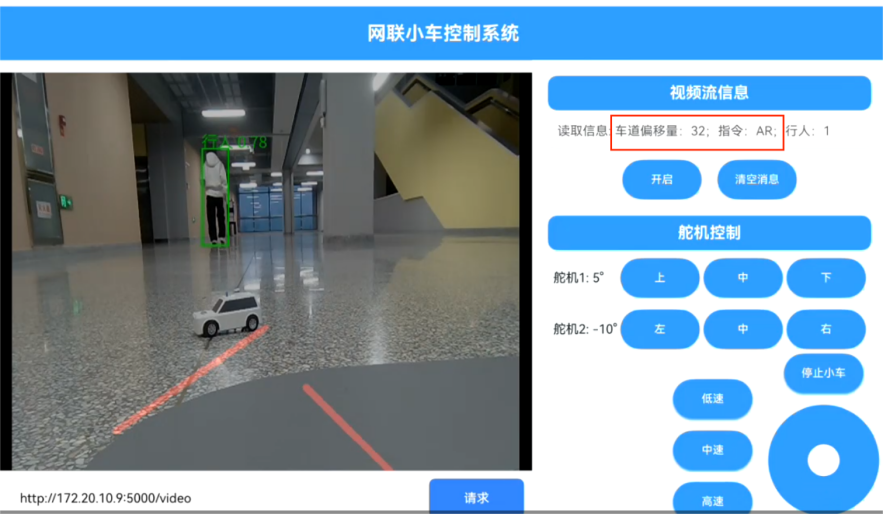 网联小车控制系统
视频流信息
读取信息: 车道偏移量: 32; 指令: AR; 行人: 1
行人 0.78
开启
清空消息
舵机控制
舵机1: 5°
上
中
下
舵机2: -10°
左
中
右
停止小车
低速
中速
高速
http://172.20.10.9:5000/video
请求